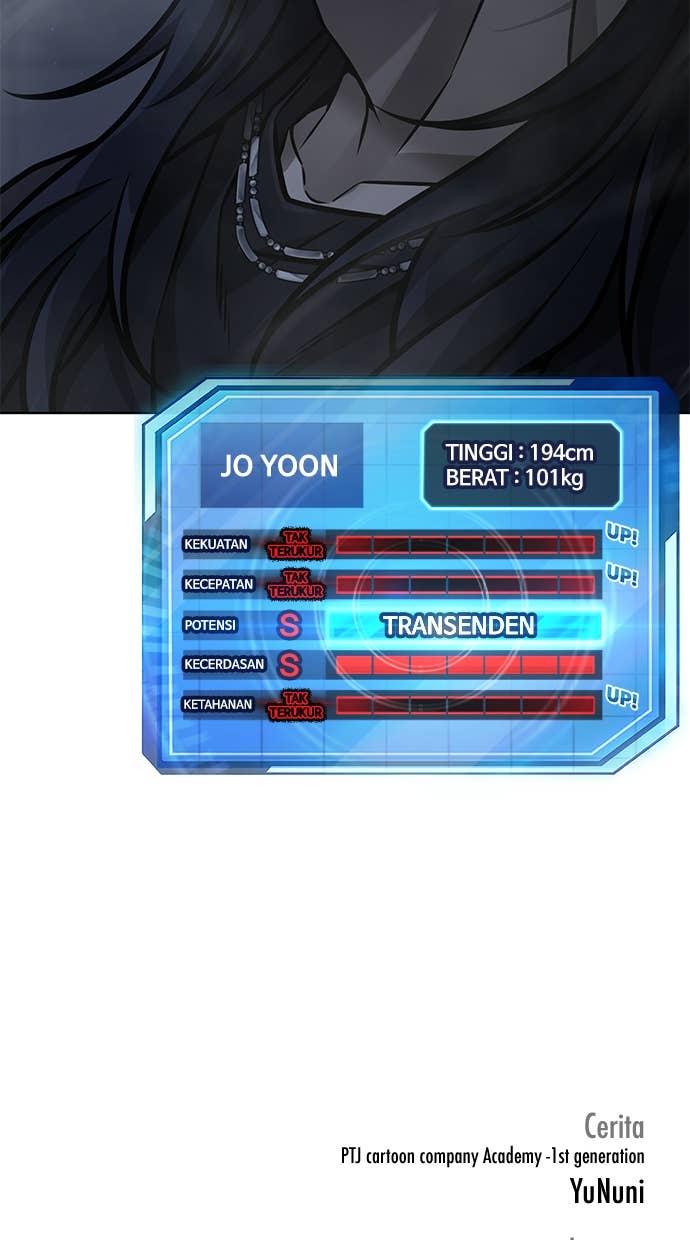 JO YOON
TINGGI : 194cm
BERAT : 101kg
KEKUATAN TAK TERUKUR UP!
KECEPATAN TAK TERUKUR UP!
POTENSI S TRANSENDEN
KECERDASAN S
KETAHANAN TAK TERUKUR UP!
Cerita
PTJ cartoon company Academy -1st generation
YuNuni